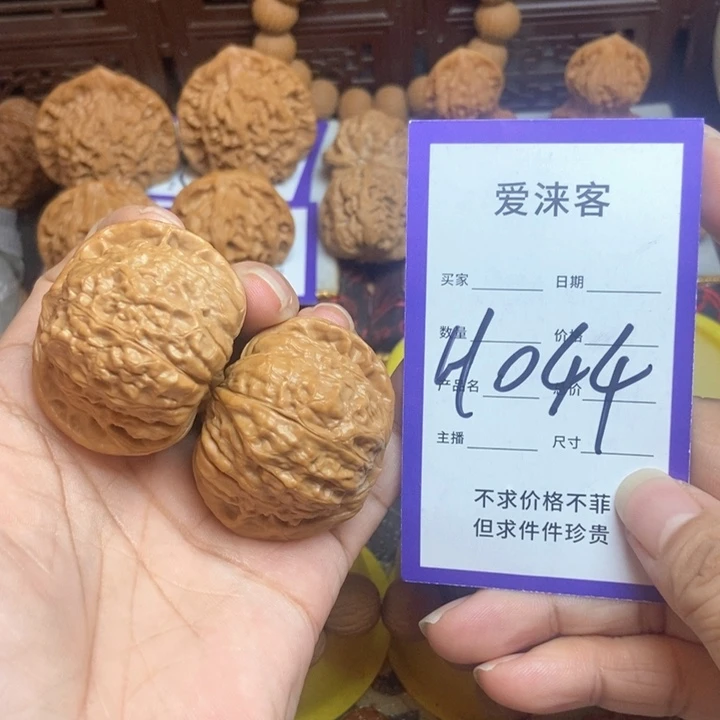 爱涞客
买家 日期
数量 价格
H044
产品名 总价
主播 尺寸
不求价格不菲
但求件件珍贵